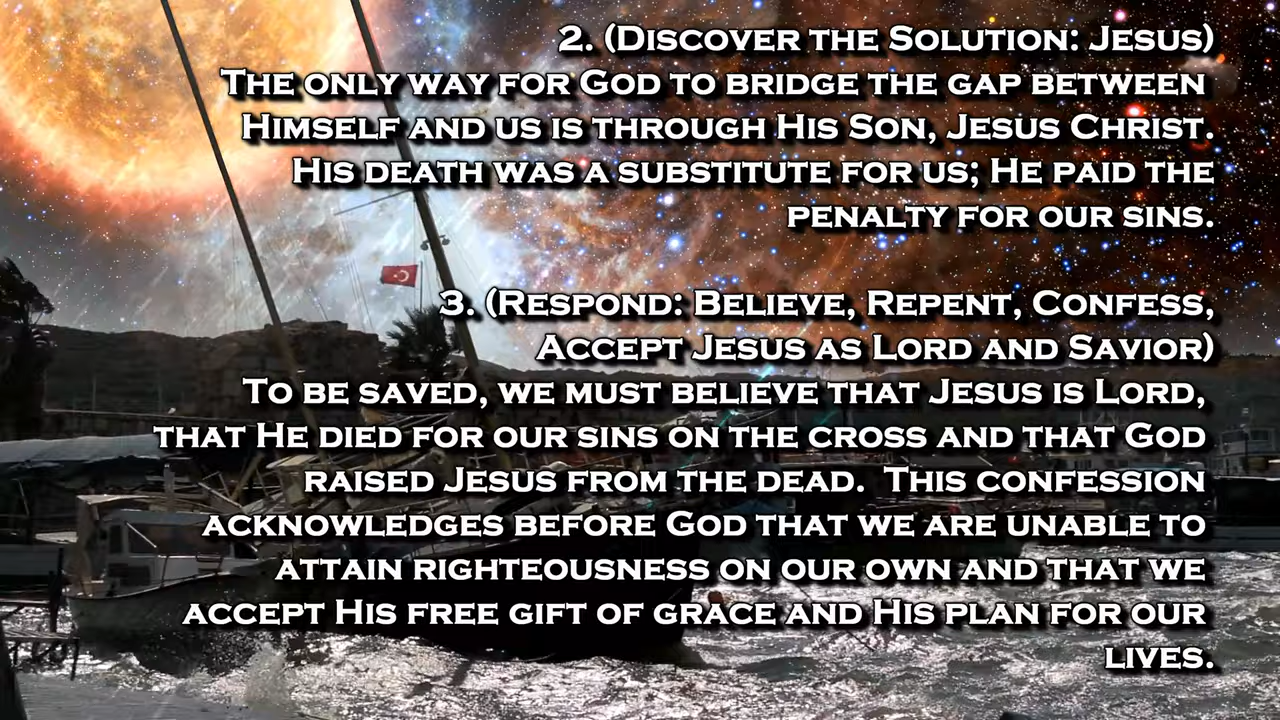 2. (Discover the Solution: Jesus)
The only way for God to bridge the gap between
Himself and us is through His Son, Jesus Christ.
His death was a substitute for us; He paid the
penalty for our sins.
3. (Respond: Believe, Repent, Confess,
Accept Jesus as Lord and Savior)
To be saved, we must believe that Jesus is Lord,
that He died for our sins on the cross and that God
raised Jesus from the dead.  This confession
acknowledges before God that we are unable to
attain righteousness on our own and that we
accept His free gift of grace and His plan for our
lives.